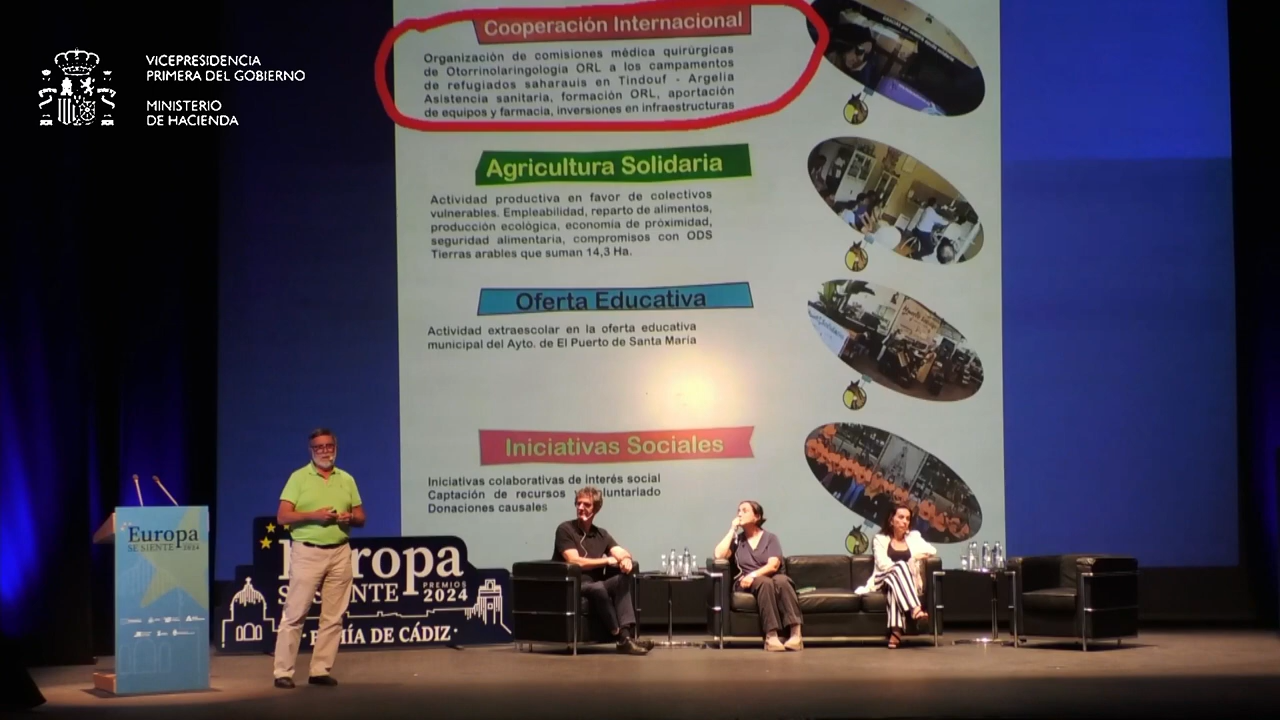 VICEPRESIDENCIA
PRIMERA DEL GOBIERNO
MINISTERIO
DE HACIENDA
Cooperación Internacional
Organización de comisiones médica quirúrgicas
de Otorrinolaringología ORL a los campamentos
de refugiados saharauis en Tindouf - Argelia
Asistencia sanitaria, formación ORL, aportación
de equipos y farmacia, inversiones en infraestructuras
Agricultura Solidaria
Actividad productiva en favor de colectivos
vulnerables. Empleabilidad, reparto de alimentos,
producción ecológica, economía de próximidad,
seguridad alimentaria, compromisos con ODS
Tierras arables que suman 14,3 Ha.
Oferta Educativa
Actividad extraescolar en la oferta educativa
municipal del Ayto. de El Puerto de Santa María
Iniciativas Sociales
Iniciativas colaborativas de interés social
Captación de recursos y voluntariado
Donaciones causales
Europa
SE SIENTE 2024
Europa
SE SIENTE
PREMIOS
2024
BAHÍA DE CÁDIZ